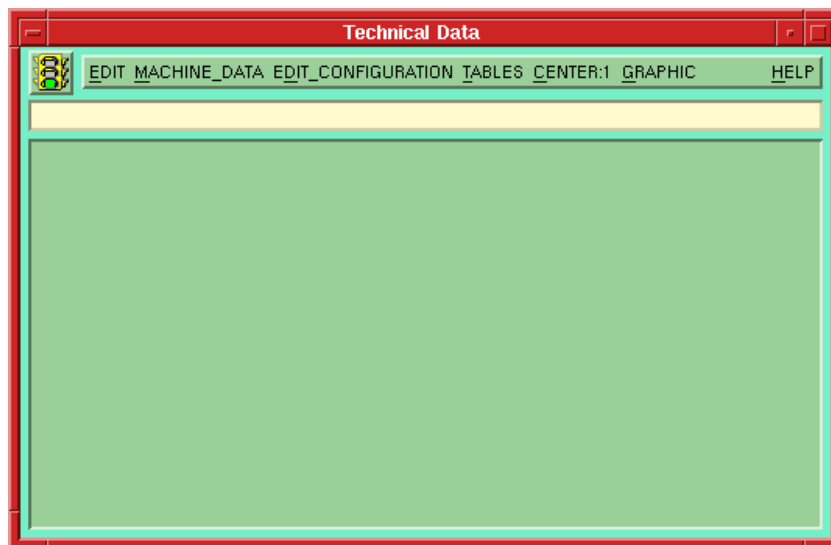 Technical Data
EDIT MACHINE_DATA EDIT_CONFIGURATION TABLES CENTER:1 GRAPHIC HELP